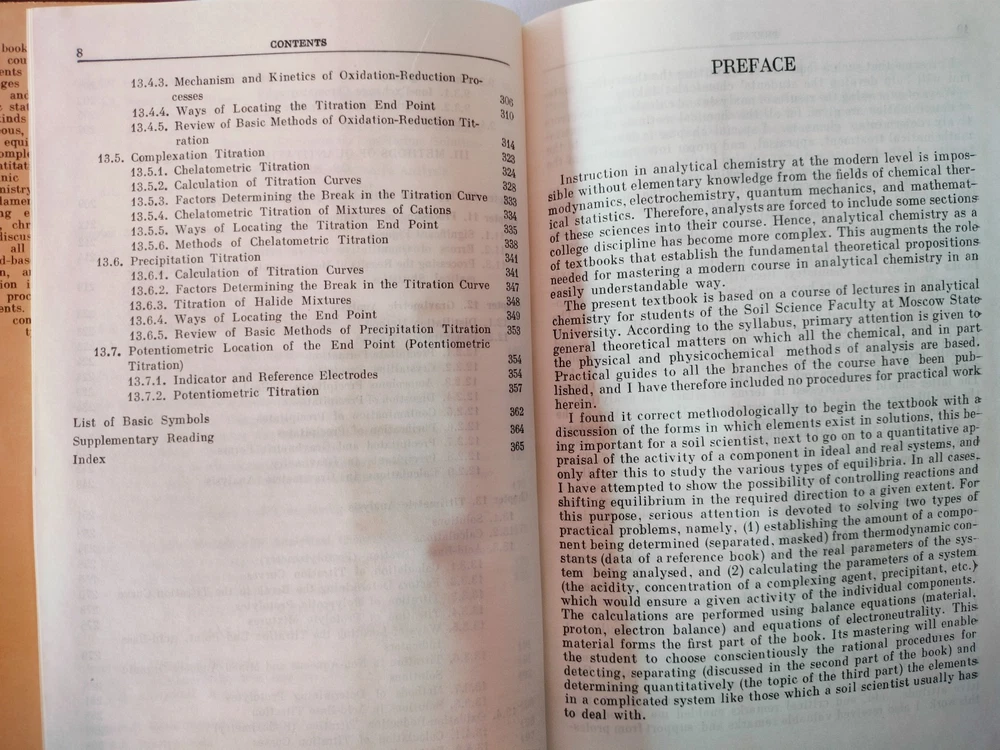 8
CONTENTS
13.4.3. Mechanism and Kinetics of Oxidation-Reduction Pro-
cesses 306
13.4.4. Ways of Locating the Titration End Point 310
13.4.5. Review of Basic Methods of Oxidation-Reduction Tit-
ration 314
13.5. Complexation Titration 323
13.5.1. Chelatometric Titration 324
13.5.2. Calculation of Titration Curves 328
13.5.3. Factors Determining the Break in the Titration Curve 333
13.5.4. Chelatometric Titration of Mixtures of Cations 334
13.5.5. Ways of Locating the Titration End Point 335
13.5.6. Methods of Chelatometric Titration 338
13.6. Precipitation Titration 341
13.6.1. Calculation of Titration Curves 341
13.6.2. Factors Determining the Break in the Titration Curve 347
13.6.3. Titration of Halide Mixtures 348
13.6.4. Ways of Locating the End Point 349
13.6.5. Review of Basic Methods of Precipitation Titration 353
13.7. Potentiometric Location of the End Point (Potentiometric
Titration) 354
13.7.1. Indicator and Reference Electrodes 354
13.7.2. Potentiometric Titration 357
List of Basic Symbols 362
Supplementary Reading 364
Index 365
PREFACE
Instruction in analytical chemistry at the modern level is impos-
sible without elementary knowledge from the fields of chemical ther-
modynamics, electrochemistry, quantum mechanics, and mathemat-
ical statistics. Therefore, analysts are forced to include some sections
of these sciences into their course. Hence, analytical chemistry as a
college discipline has become more complex. This augments the role
of textbooks that establish the fundamental theoretical propositions
needed for mastering a modern course in analytical chemistry in an
easily understandable way.
The present textbook is based on a course of lectures in analytical
chemistry for students of the Soil Science Faculty at Moscow State
University. According to the syllabus, primary attention is given to
general theoretical matters on which all the chemical, and in part
the physical and physicochemical methods of analysis are based.
Practical guides to all the branches of the course have been pub-
lished, and I have therefore included no procedures for practical work
herein.
I found it correct methodologically to begin the textbook with a
discussion of the forms in which elements exist in solutions, this be-
ing important for a soil scientist, next to go on to a quantitative ap-
praisal of the activity of a component in ideal and real systems, and
only after this to study the various types of equilibria. In all cases,
I have attempted to show the possibility of controlling reactions and
shifting equilibrium in the required direction to a given extent. For
this purpose, serious attention is devoted to solving two types of
practical problems, namely, (1) establishing the amount of a compo-
nent being determined (separated, masked) from thermodynamic con-
stants (data of a reference book) and the real parameters of the sys-
tem being analysed, and (2) calculating the parameters of a system
(the acidity, concentration of a complexing agent, precipitant, etc.)
which would ensure a given activity of the individual components.
The calculations are performed using balance equations (material,
proton, electron balance) and equations of electroneutrality. This
material forms the first part of the book. Its mastering will enable
the student to choose conscientiously the rational procedures for
detecting, separating (discussed in the second part of the book) and
determining quantitatively (the topic of the third part) the elements
in a complicated system like those which a soil scientist usually has
to deal with.